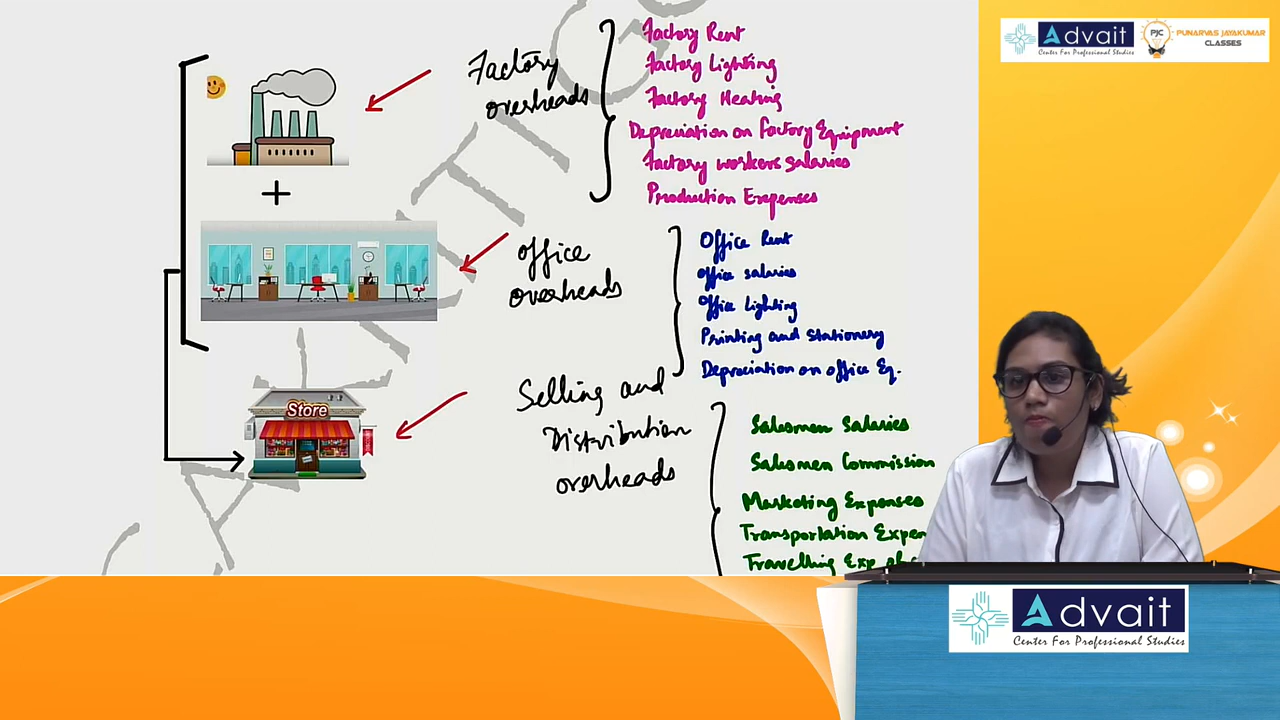 Factory
overheads
Factory Rent
Factory Lighting
Factory Heating
Depreciation on Factory Equipment
Factory workers salaries
Production Expenses
+
office
overheads
Office Rent
office salaries
Office Lighting
Printing and Stationery
Depreciation on office Eq.
Store
Selling and
Distribution
overheads
Salesmen Salaries
Salesmen Commission
Marketing Expenses
Transportation Expen
Travelling Exp
Advait
Center For Professional Studies
PJC
PUNARVAS JAYAKUMAR
CLASSES
Advait
Center For Professional Studies